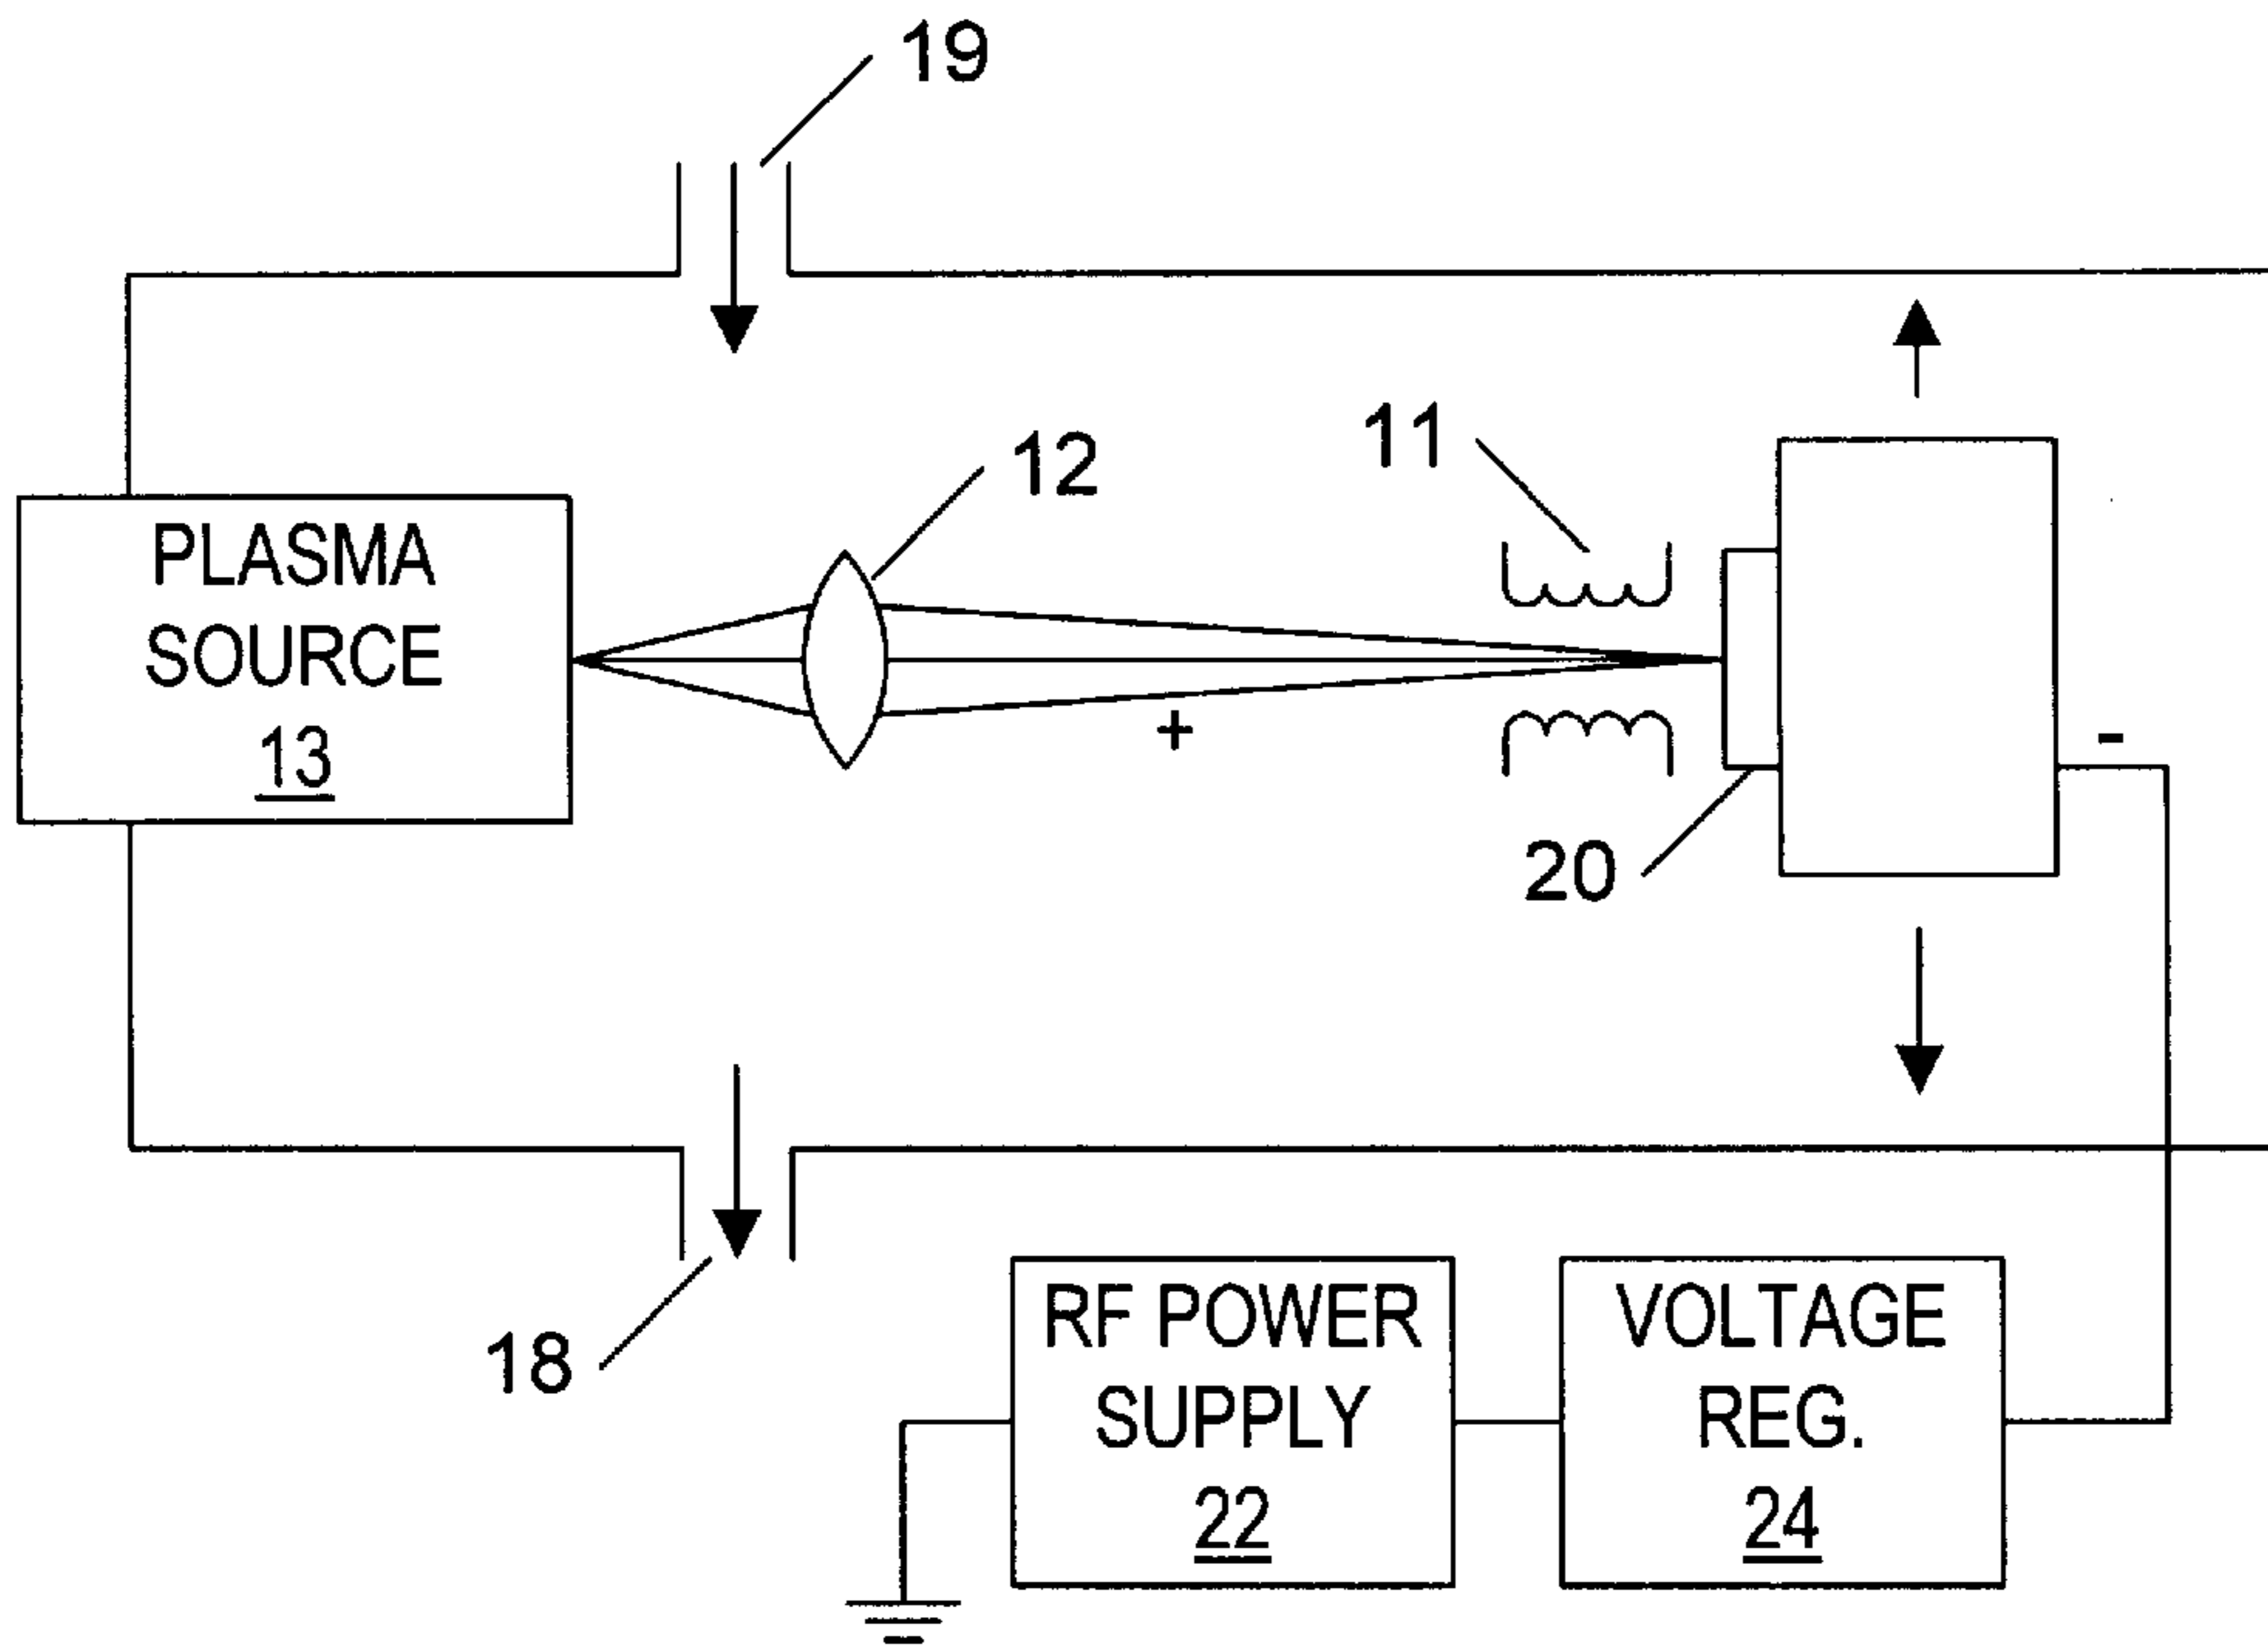 19
12
11
PLASMA
SOURCE
13
+
-
20
18
RF POWER
SUPPLY
22
VOLTAGE
REG.
24